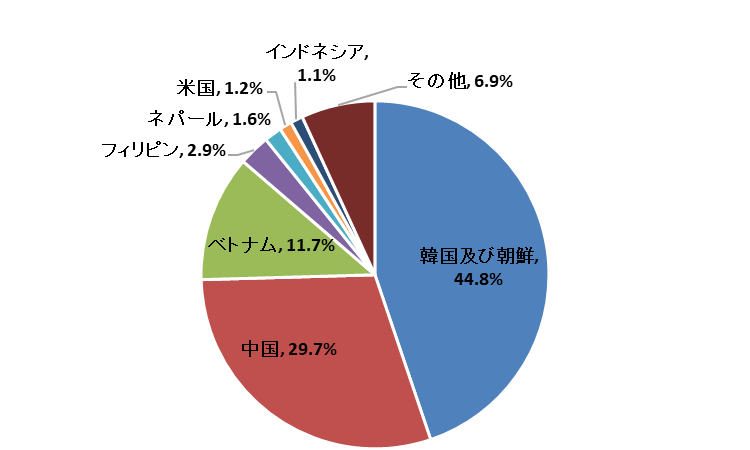 インドネシア,
1.1%
その他, 6.9%
米国, 1.2%
ネパール, 1.6%
フィリピン, 2.9%
ベトナム, 11.7%
韓国及び朝鮮,
44.8%
中国, 29.7%